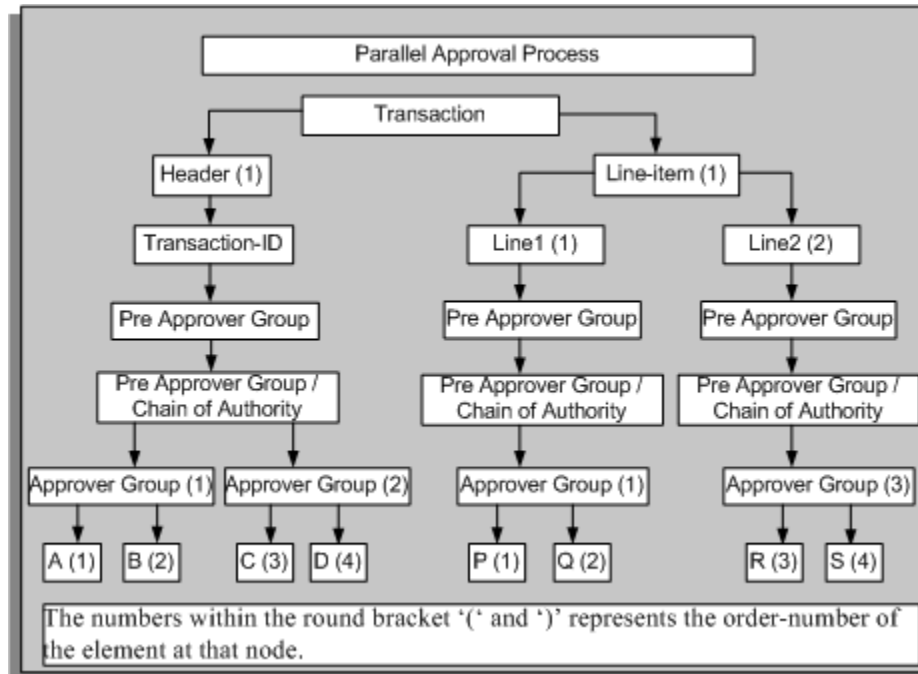 Parallel Approval Process
Transaction
Header (1)
Line-item (1)
Transaction-ID
Line1 (1)
Line2 (2)
Pre Approver Group
Pre Approver Group
Pre Approver Group
Pre Approver Group /
Chain of Authority
Pre Approver Group /
Chain of Authority
Pre Approver Group /
Chain of Authority
Approver Group (1)
Approver Group (2)
Approver Group (1)
Approver Group (3)
A (1)
B (2)
C (3)
D (4)
P (1)
Q (2)
R (3)
S (4)
The numbers within the round bracket ‘(‘ and ‘)’ represents the order-number of
the element at that node.